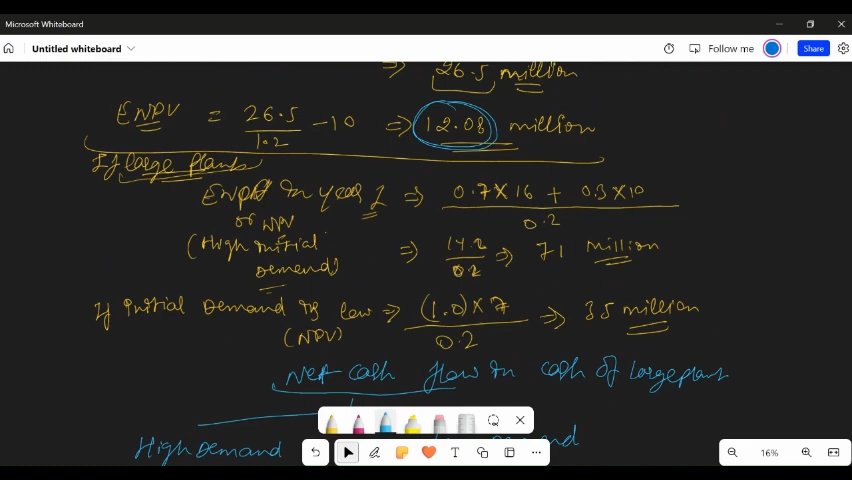 Microsoft Whiteboard
Untitled whiteboard
Follow me
Share
⇒ 26.5 million
ENPV = 26.5 / 1.2 - 10 ⇒ 12.08 million
If large plants
in year 1 ⇒ 0.7 × 16 + 0.3 × 10 / 0.2
or NPV
(High initial Demand) ⇒ 14.2 / 0.2 ⇒ 71 million
If initial Demand is low ⇒ (1.0) × 7 / 0.2 ⇒ 35 million
(NPV)
Net cash flow in cash of large plant
High Demand
16%